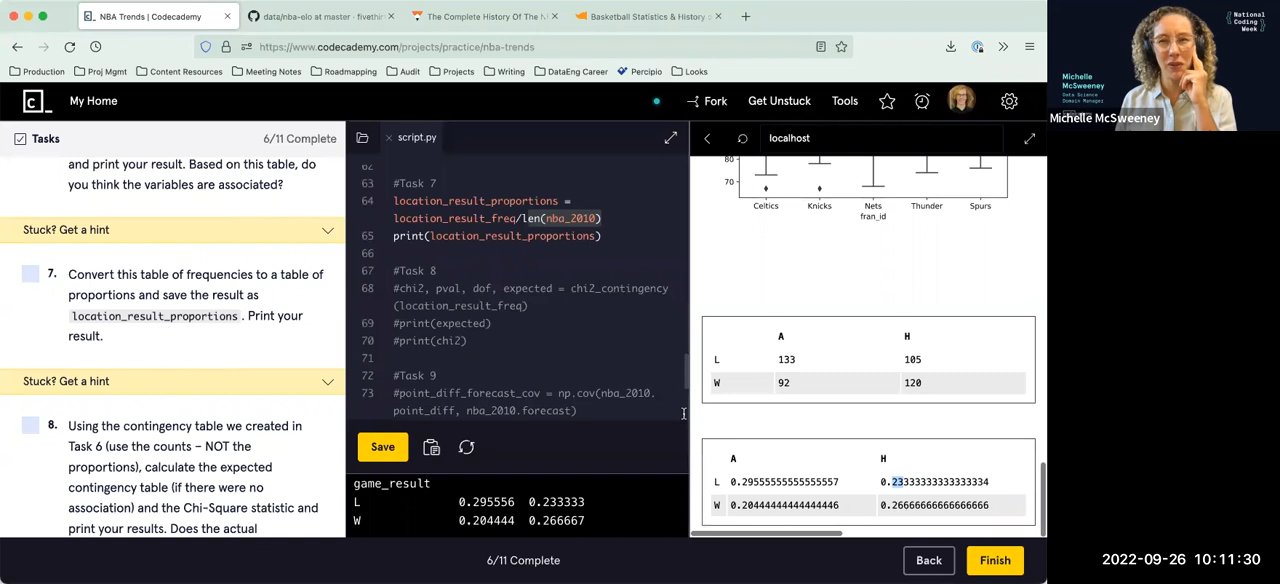 NBA Trends | Codecademy
data/nba-elo at master · fivethir
The Complete History Of The N
Basketball Statistics & History o
https://www.codecademy.com/projects/practice/nba-trends
Production
Proj Mgmt
Content Resources
Meeting Notes
Roadmapping
Audit
Projects
Writing
DataEng Career
Percipio
Looks
c_
My Home
Fork
Get Unstuck
Tools
Tasks
6/11 Complete
and print your result. Based on this table, do
you think the variables are associated?
Stuck? Get a hint
7. Convert this table of frequencies to a table of
proportions and save the result as
location_result_proportions . Print your
result.
Stuck? Get a hint
8. Using the contingency table we created in
Task 6 (use the counts – NOT the
proportions), calculate the expected
contingency table (if there were no
association) and the Chi-Square statistic and
print your results. Does the actual
script.py
62
63 #Task 7
64 location_result_proportions =
location_result_freq/len(nba_2010)
65 print(location_result_proportions)
66
67 #Task 8
68 #chi2, pval, dof, expected = chi2_contingency
(location_result_freq)
69 #print(expected)
70 #print(chi2)
71
72 #Task 9
73 #point_diff_forecast_cov = np.cov(nba_2010.
point_diff, nba_2010.forecast)
Save
game_result
L 0.295556 0.233333
W 0.204444 0.266667
localhost
80
70
Celtics Knicks Nets Thunder Spurs
fran_id
A H
L 133 105
W 92 120
A H
L 0.29555555555555557 0.23333333333333334
W 0.20444444444444446 0.26666666666666666
6/11 Complete
Back
Finish
National
Coding
Week
Michelle
McSweeney
Data Science
Domain Manager
Michelle McSweeney
2022-09-26 10:11:30